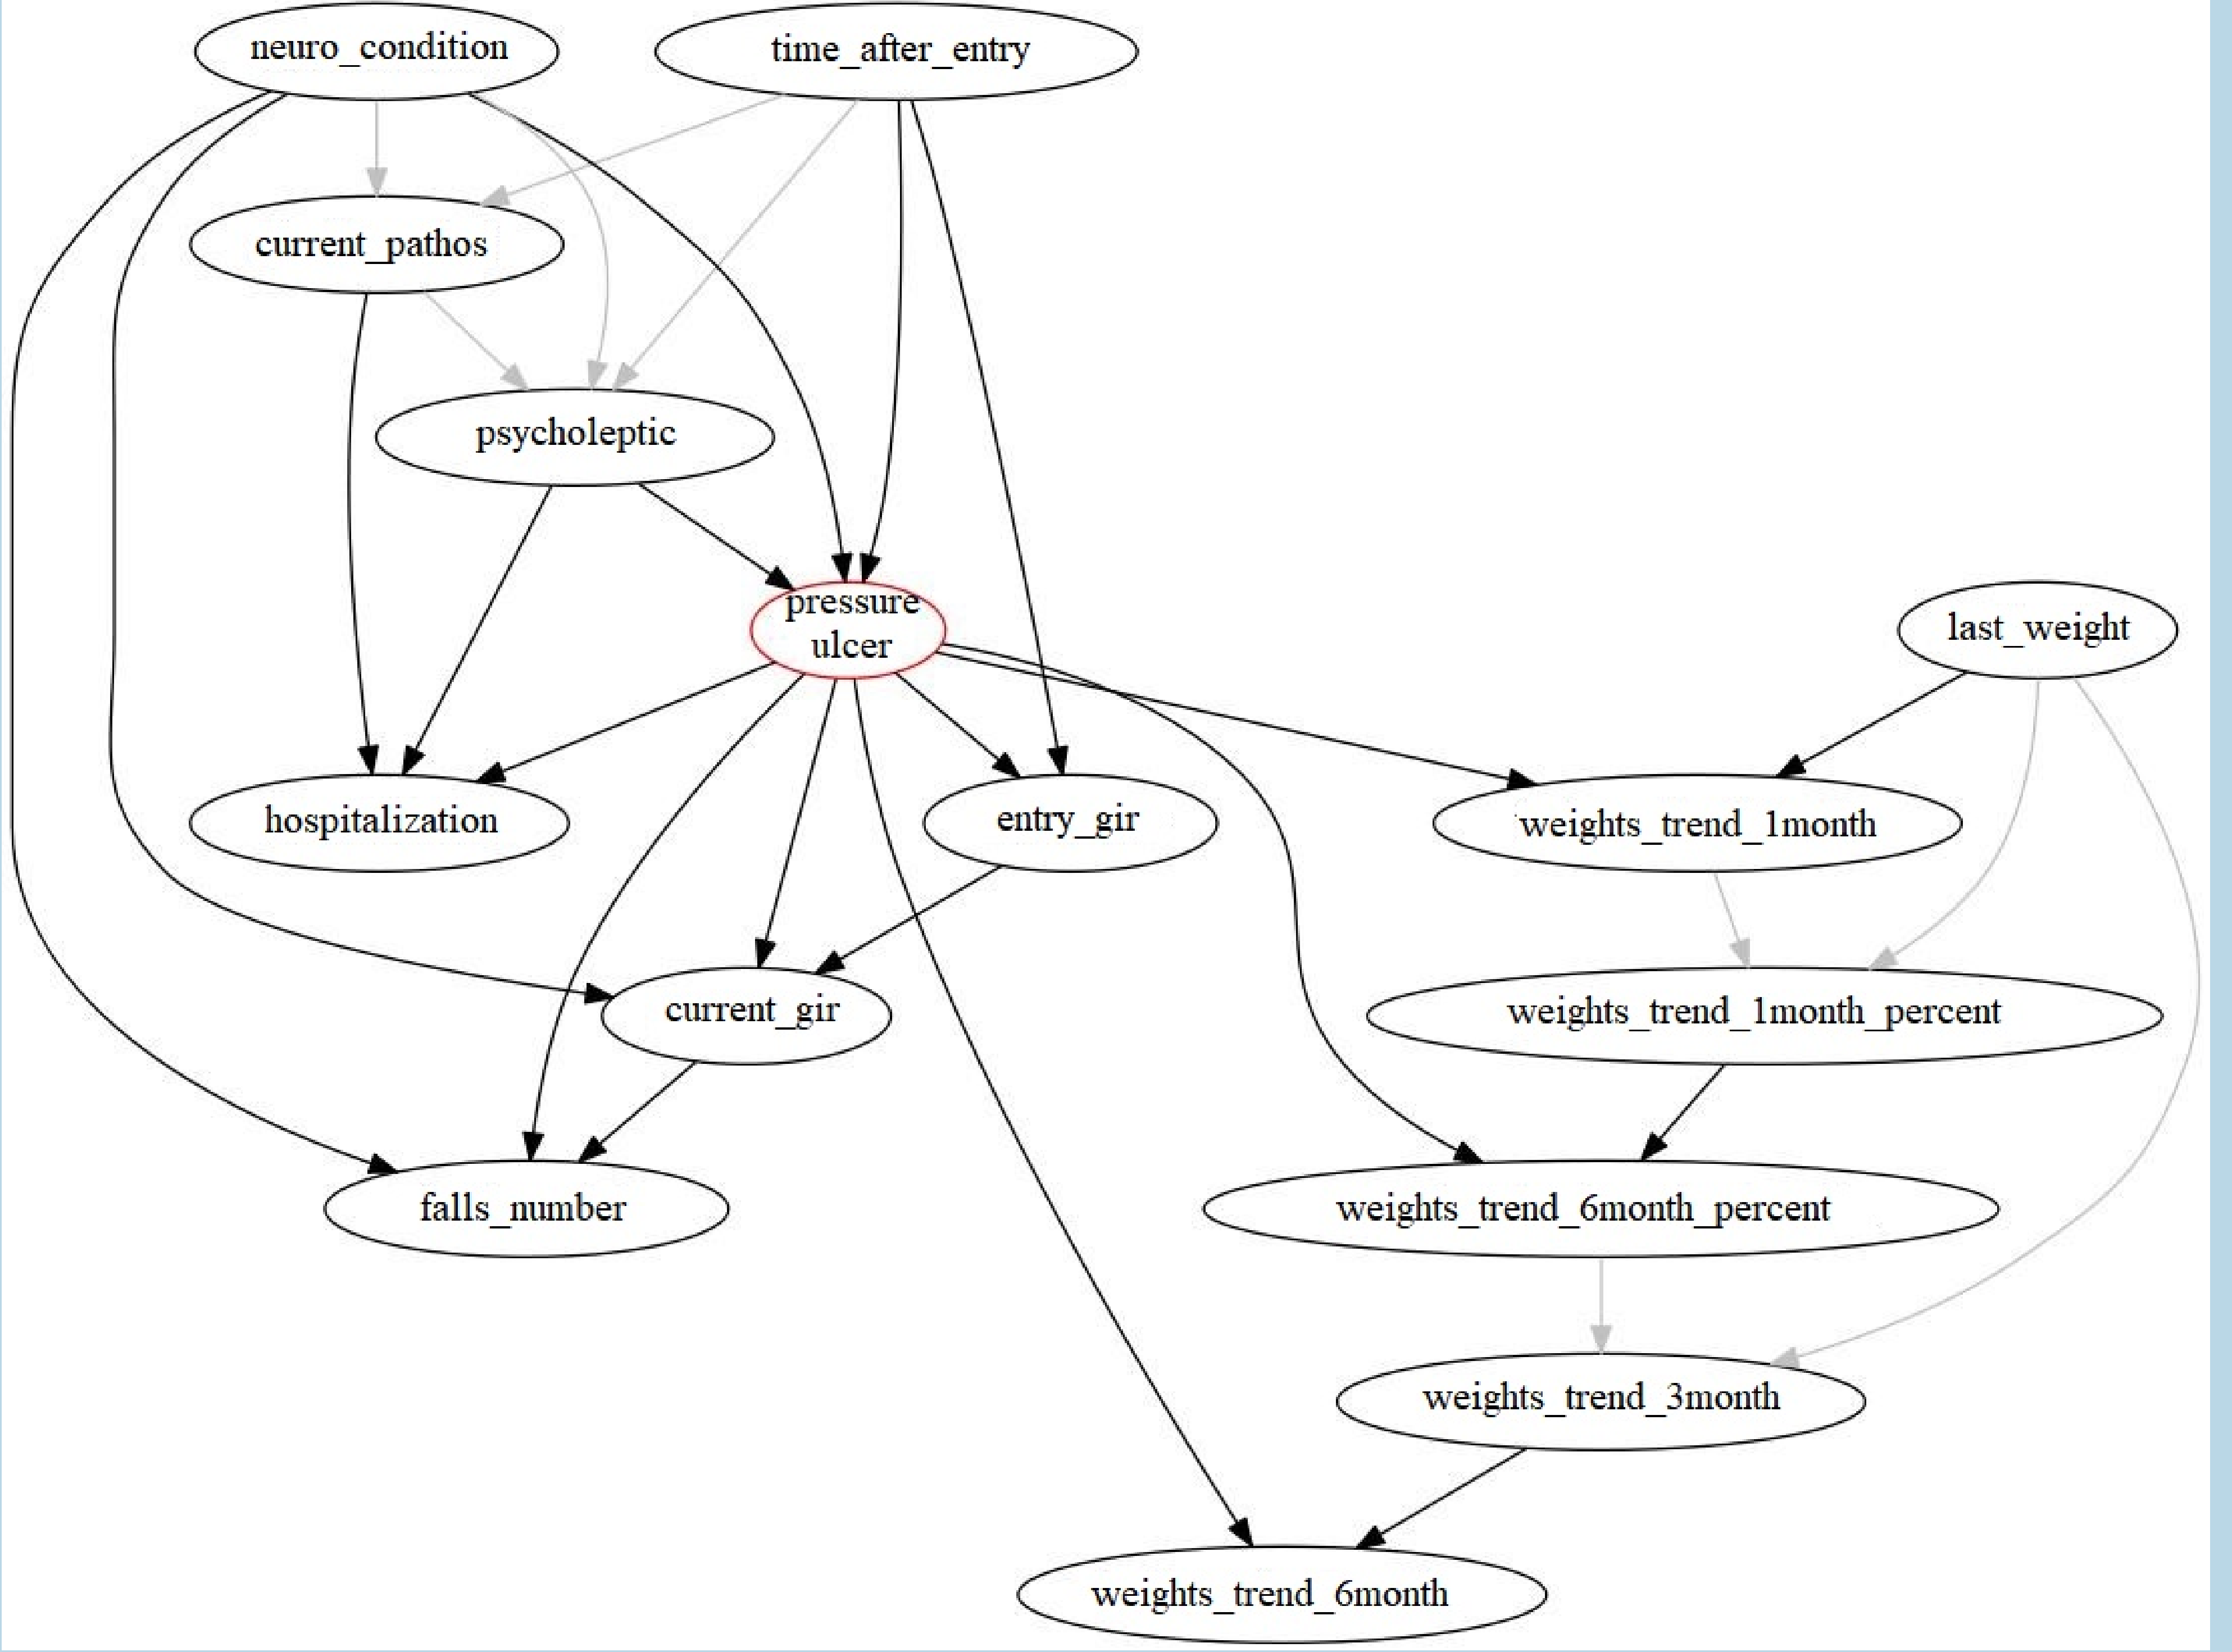 neuro_condition
time_after_entry
current_pathos
psycholeptic
pressure
ulcer
last_weight
hospitalization
entry_gir
weights_trend_1month
current_gir
weights_trend_1month_percent
falls_number
weights_trend_6month_percent
weights_trend_3month
weights_trend_6month